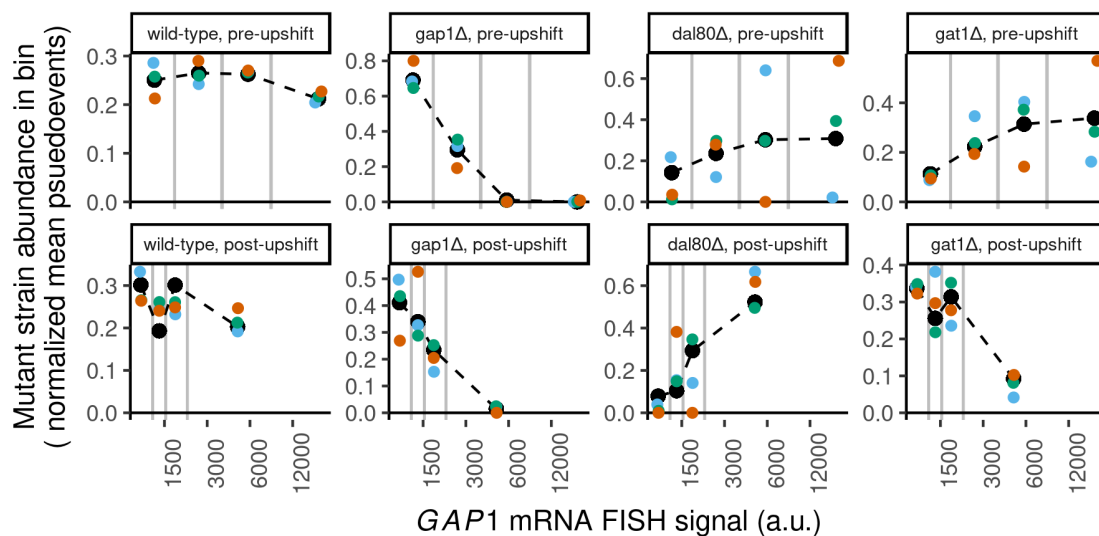 Mutant strain abundance in bin
( normalized mean psuedoevents)
wild-type, pre-upshift
gap1Δ, pre-upshift
dal80Δ, pre-upshift
gat1Δ, pre-upshift
0.3
0.2
0.1
0.0
0.8
0.6
0.4
0.2
0.0
0.6
0.4
0.2
0.0
0.4
0.2
0.0
wild-type, post-upshift
gap1Δ, post-upshift
dal80Δ, post-upshift
gat1Δ, post-upshift
0.3
0.2
0.1
0.0
0.5
0.4
0.3
0.2
0.1
0.0
0.6
0.4
0.2
0.0
0.4
0.3
0.2
0.1
0.0
1500 3000 6000 12000
1500 3000 6000 12000
1500 3000 6000 12000
1500 3000 6000 12000
GAP1 mRNA FISH signal (a.u.)